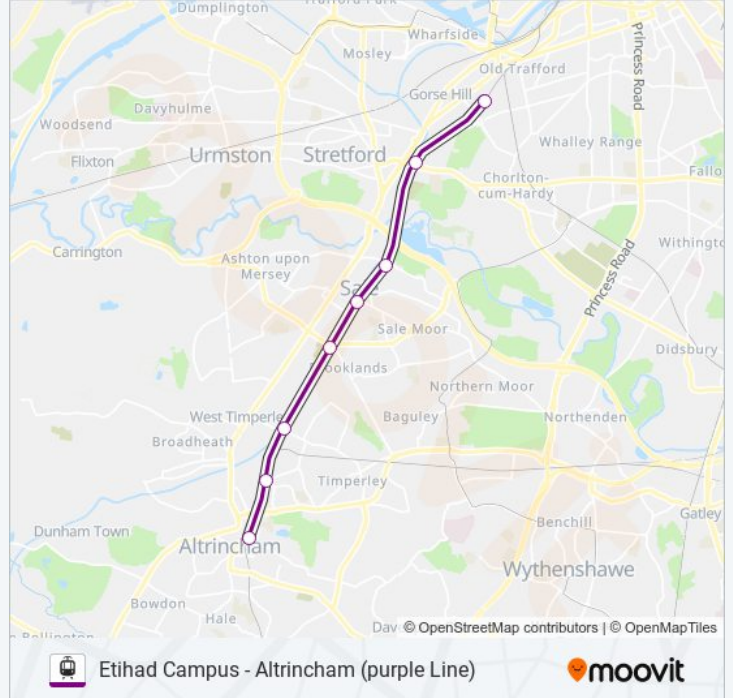 Dumplington
Trafford Park
Wharfside
Mosley
Old Trafford
Princess Road
Gorse Hill
Davyhulme
Woodsend
Whalley Range
Urmston
Stretford
Flixton
Fallo
Chorlton-
cum-Hardy
Withingto
Carrington
Ashton upon
Mersey
Princess Road
Sale
Sale Moor
Didsbury
Brooklands
Northern Moor
West Timperley
Baguley
Northenden
Broadheath
Timperley
Gatley
Benchill
Dunham Town
Altrincham
Wythenshawe
Bowdon
Hale
Dav
© OpenStreetMap contributors | © OpenMapTiles
Etihad Campus - Altrincham (purple Line)
moovit